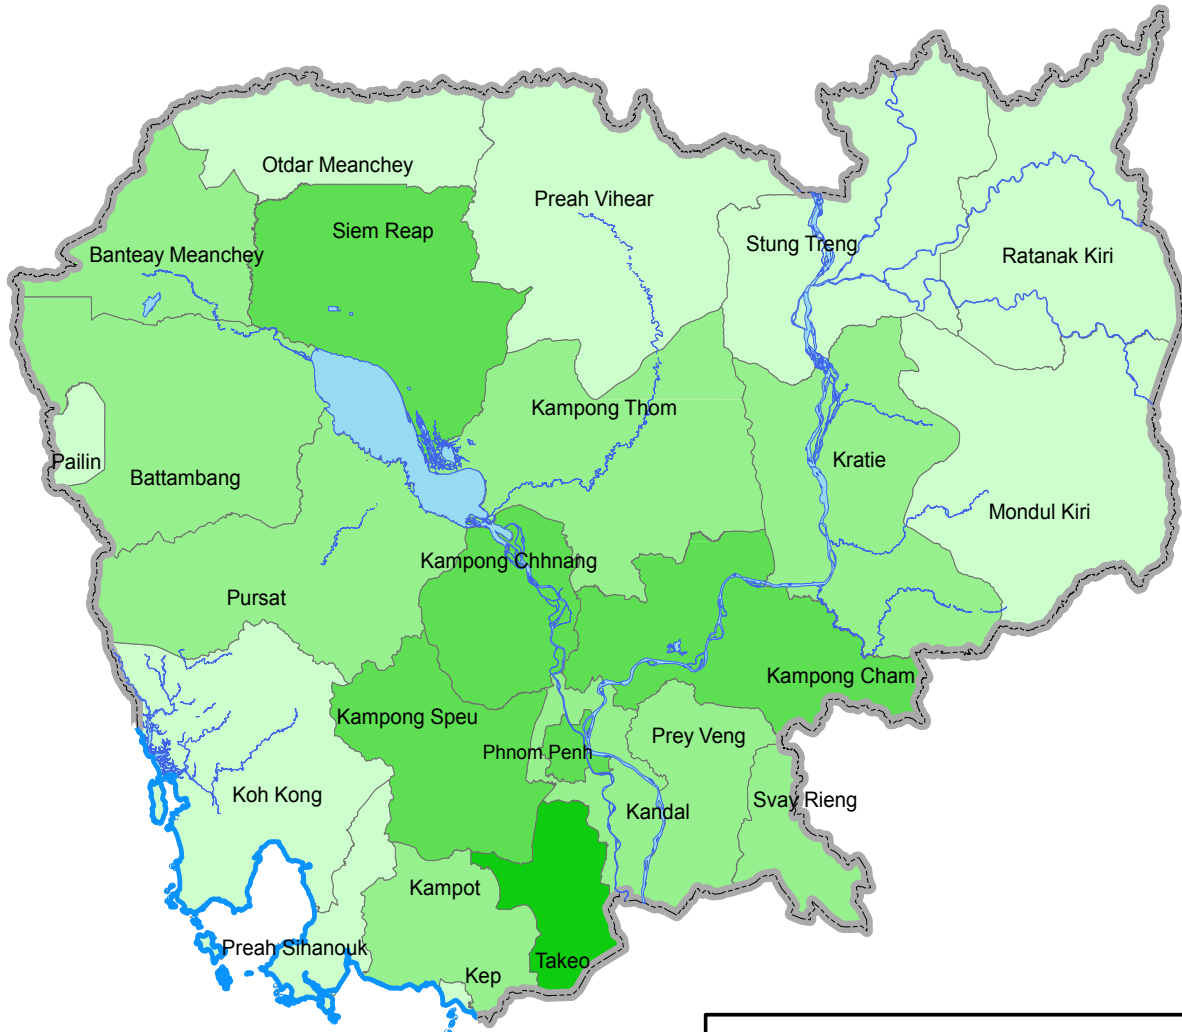 Otdar Meanchey
Preah Vihear
Siem Reap
Stung Treng
Banteay Meanchey
Ratanak Kiri
Kampong Thom
Pailin
Kratie
Battambang
Mondul Kiri
Kampong Chhnang
Pursat
Kampong Cham
Kampong Speu
Prey Veng
Phnom Penh
Koh Kong
Svay Rieng
Kandal
Kampot
Preah Sihanouk
Takeo
Kep